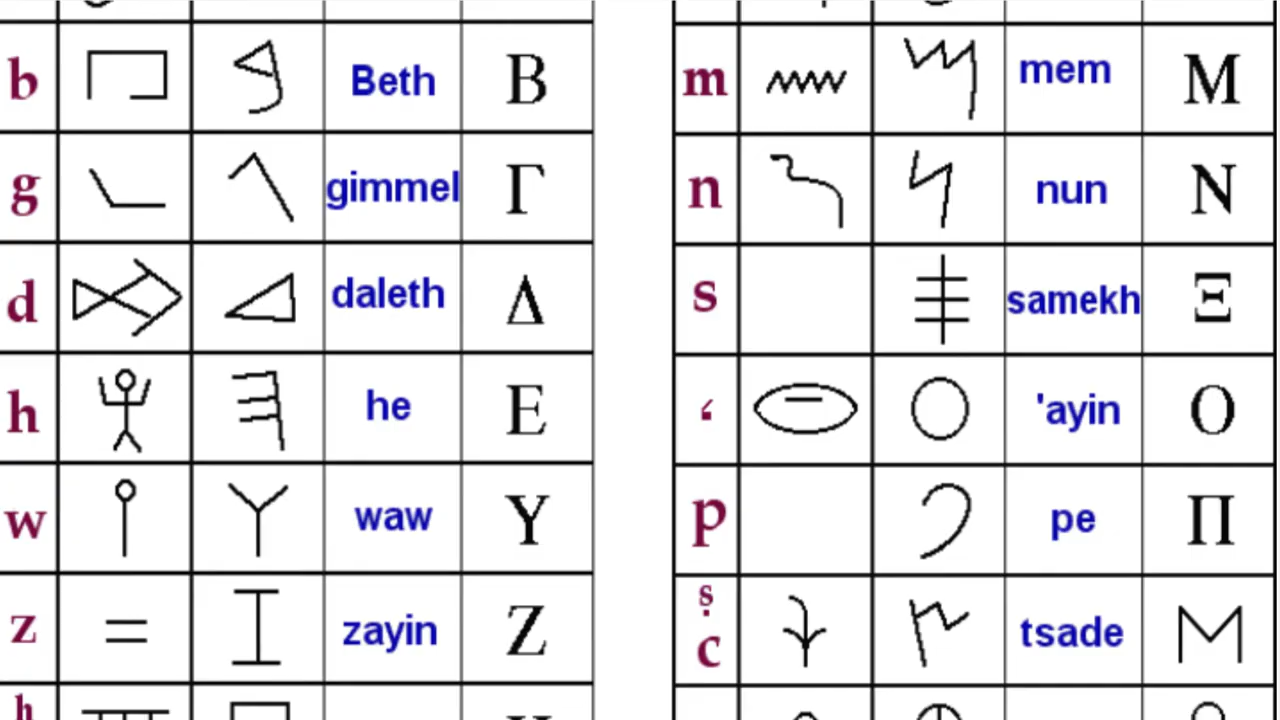 b 𐤁 Beth Β
g 𐤂 gimmel Γ
d 𐤃 daleth Δ
h 𐤄 he Ε
w 𐤅 waw Υ
z 𐤆 zayin Ζ
h
m 𐤌 mem Μ
n 𐤍 nun Ν
s 𐤎 samekh Ξ
‘ 𐤏 'ayin Ο
p 𐤐 pe Π
ṣ
c 𐤑 tsade Ϻ